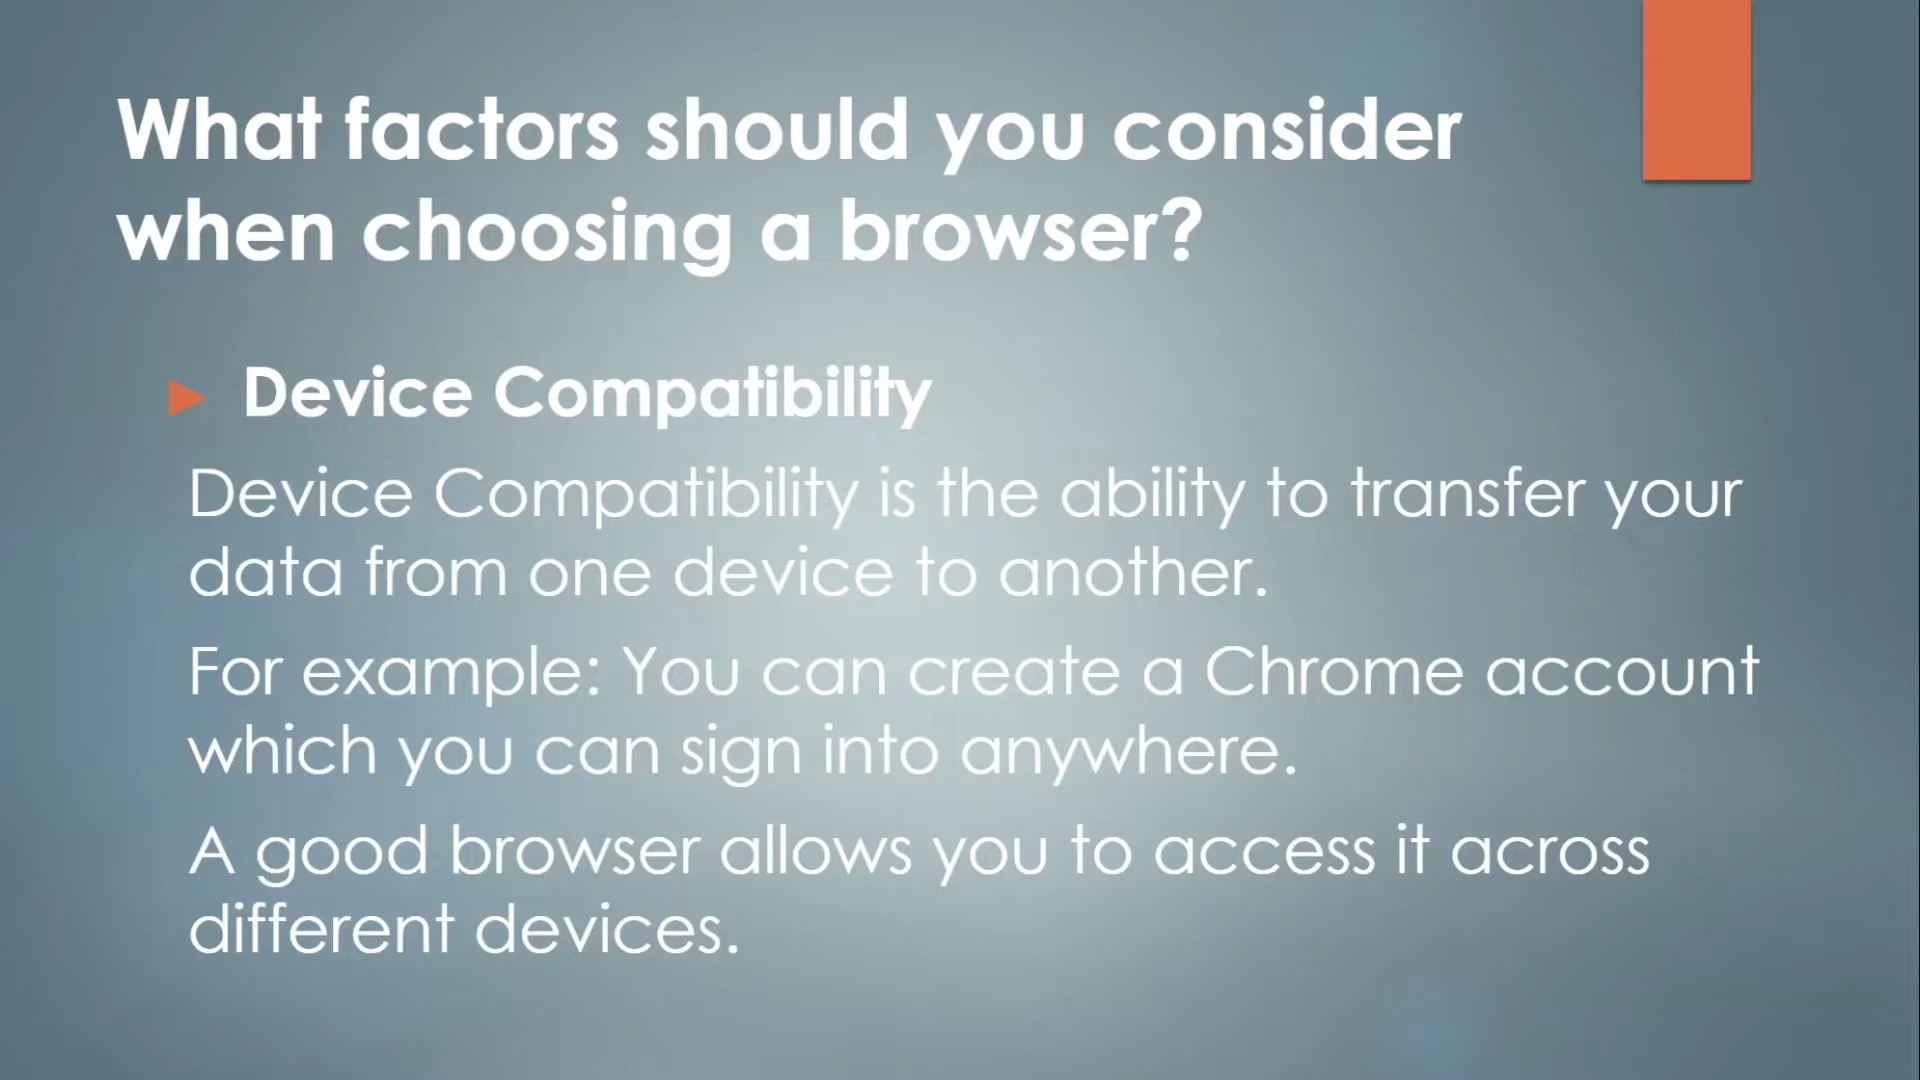 What factors should you consider
when choosing a browser?
Device Compatibility
Device Compatibility is the ability to transfer your
data from one device to another.
For example: You can create a Chrome account
which you can sign into anywhere.
A good browser allows you to access it across
different devices.